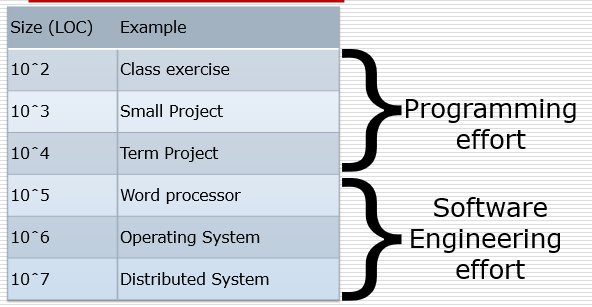 Size (LOC) Example
10^2 Class exercise
10^3 Small Project
10^4 Term Project
Programming
effort
10^5 Word processor
10^6 Operating System
10^7 Distributed System
Software
Engineering
effort